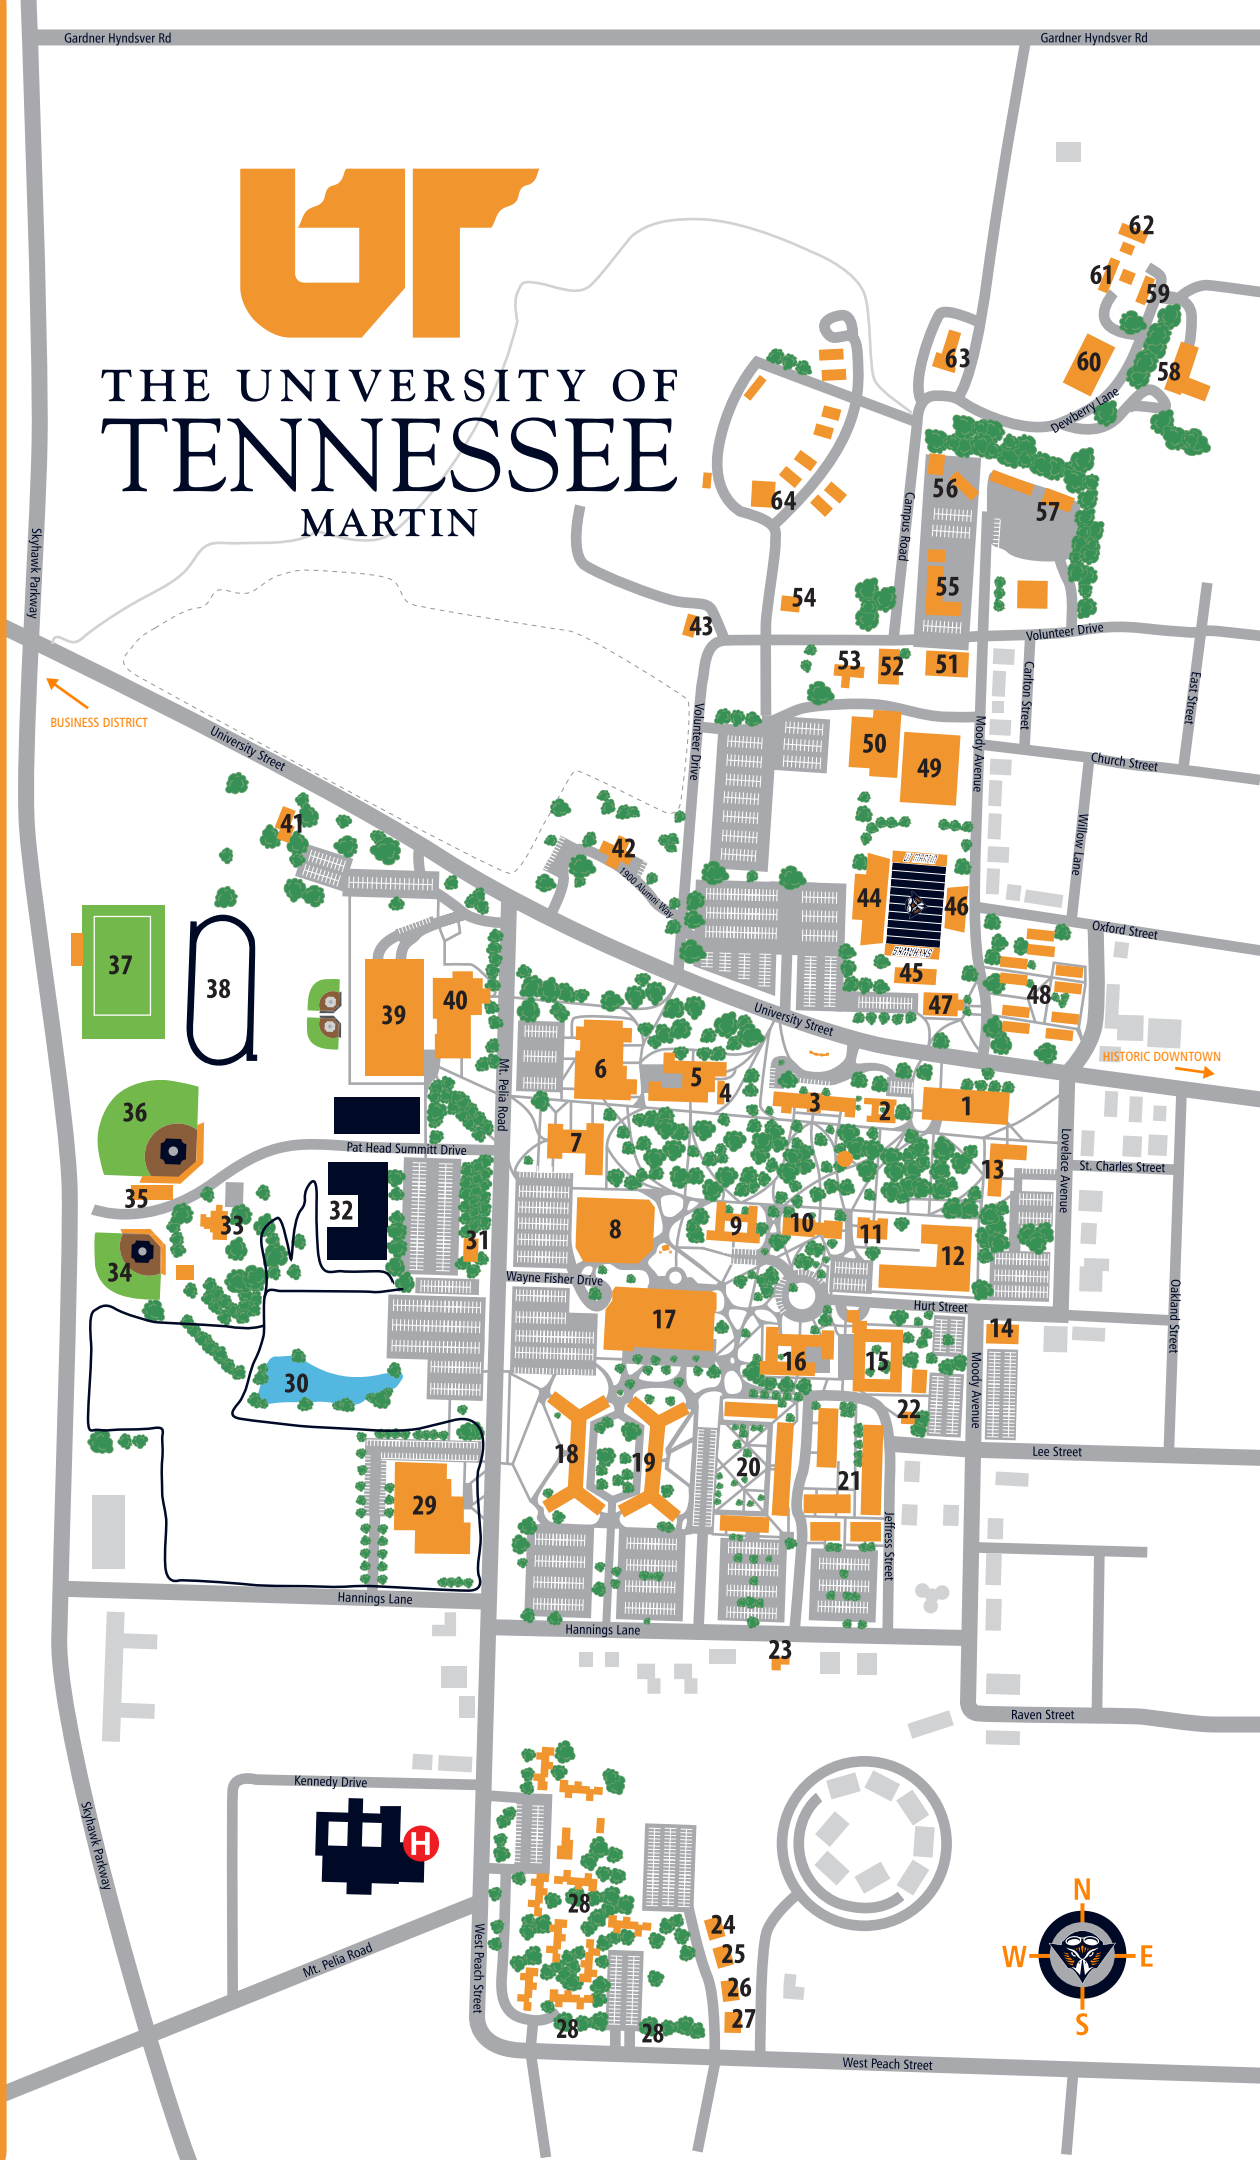 Gardner Hyndsver Rd
Gardner Hyndsver Rd
UT
THE UNIVERSITY OF
TENNESSEE
MARTIN
62
61
59
60
58
63
Dewberry Lane
64
56
57
Campus Road
Skyhawk Parkway
55
54
43
Volunteer Drive
53
52
51
BUSINESS DISTRICT
University Street
Volunteer Drive
Carlton Street
East Street
Moody Avenue
Church Street
50
49
Willow Lane
41
42
1900 Alumni Way
44
46
UT MARTIN
SKYHAWKS
Oxford Street
45
47
48
37
38
39
40
University Street
HISTORIC DOWNTOWN
6
5
4
3
2
1
Mt. Pelia Road
36
Pat Head Summitt Drive
7
13
Lovelace Avenue
St. Charles Street
35
33
32
31
34
8
9
10
11
12
Wayne Fisher Drive
Hurt Street
Oakland Street
17
14
16
15
30
Moody Avenue
22
18
19
20
21
Lee Street
29
Jeffress Street
Hannings Lane
Hannings Lane
23
Raven Street
Kennedy Drive
H
Skyhawk Parkway
28
24
25
26
27
28
28
Mt. Pelia Road
West Peach Street
West Peach Street
N
W
E
S